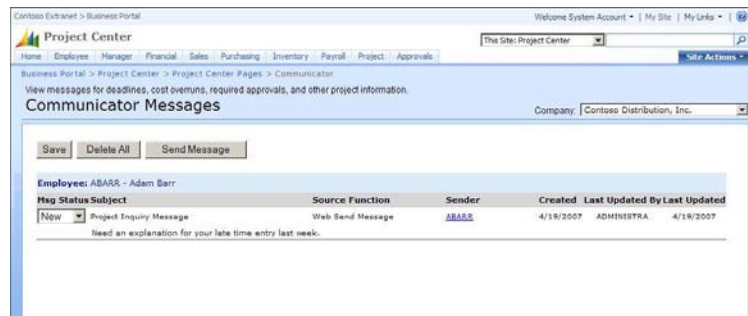 Contoso Extranet > Business Portal
Welcome System Account | My Site | My Links
Project Center
This Site: Project Center
Home Employee Manager Financial Sales Purchasing Inventory Payroll Project Approvals
Site Actions
Business Portal > Project Center > Project Center Pages > Communicator
View messages for deadlines, cost overruns, required approvals, and other project information.
Communicator Messages
Company: Contoso Distribution, Inc.
Save Delete All Send Message
Employee: ABARR - Adam Barr
Msg Status Subject Source Function Sender Created Last Updated By Last Updated
New Project Inquiry Message Web Send Message ABARR 4/19/2007 ADMINISTRA 4/19/2007
Need an explanation for your late time entry last week.